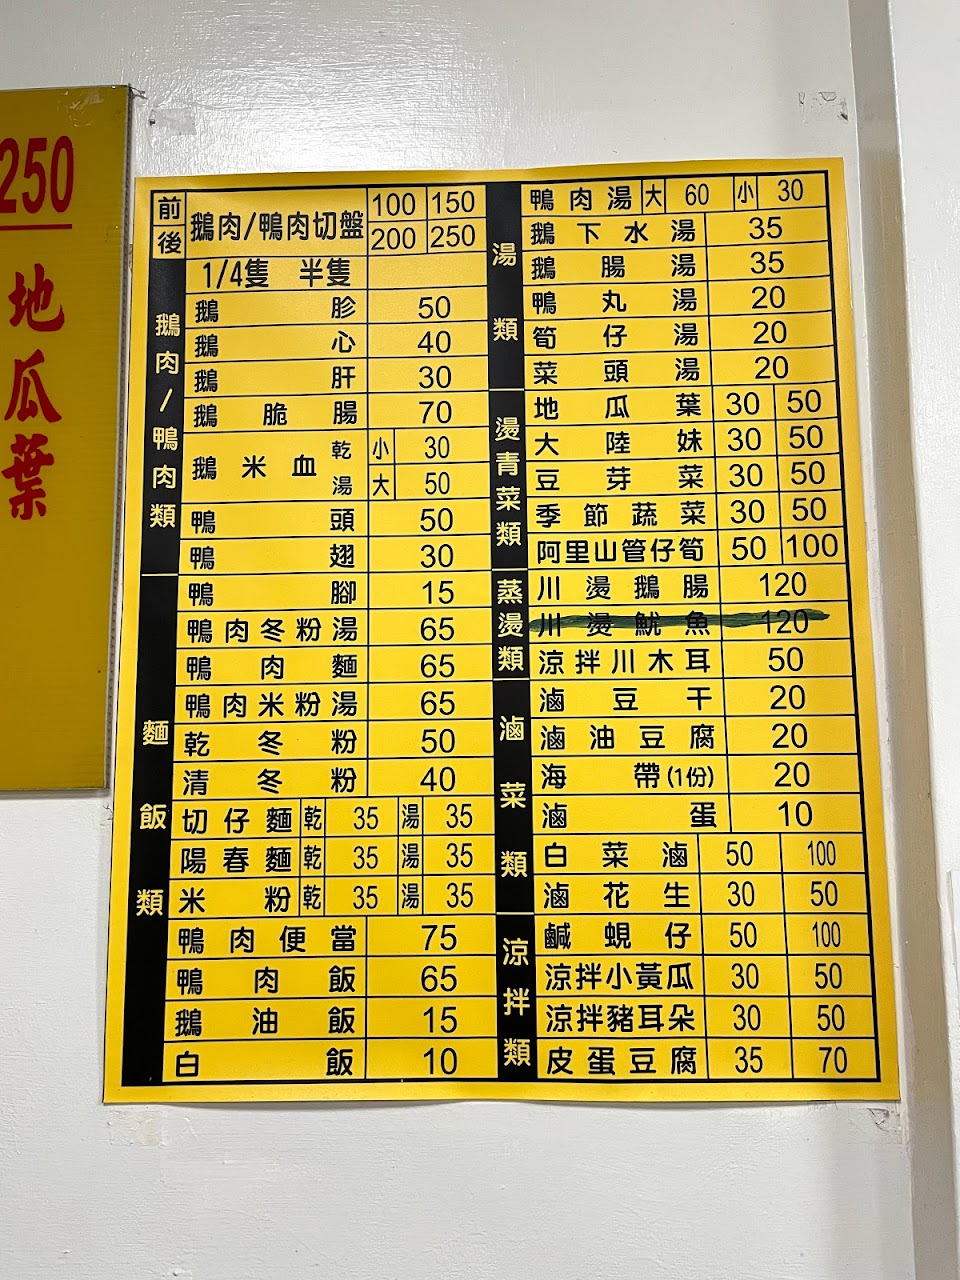 250
地瓜葉
前 後 鵝肉/鴨肉切盤 100 150
200 250
鵝肉/鴨肉類
1/4隻 半隻
鵝胗 50
鵝心 40
鵝肝 30
鵝脆腸 70
鵝米血 乾 湯 小 30
大 50
鴨頭 50
鴨翅 30
麵飯類
鴨腳 15
鴨肉冬粉湯 65
鴨肉麵 65
鴨肉米粉湯 65
乾冬粉 50
清冬粉 40
切仔麵 乾 35 湯 35
陽春麵 乾 35 湯 35
米粉 乾 35 湯 35
鴨肉便當 75
鴨肉飯 65
鵝油飯 15
白飯 10
湯類
鴨肉湯 大 60 小 30
鵝下水湯 35
鵝腸湯 35
鴨丸湯 20
筍仔湯 20
菜頭湯 20
燙青菜類
地瓜葉 30 50
大陸妹 30 50
豆芽菜 30 50
季節蔬菜 30 50
阿里山管仔筍 50 100
蒸燙類
川燙鵝腸 120
川燙魷魚 120
涼拌川木耳 50
滷菜類
滷豆干 20
滷油豆腐 20
海帶(1份) 20
滷蛋 10
白菜滷 50 100
滷花生 30 50
涼拌類
鹹蜆仔 50 100
涼拌小黃瓜 30 50
涼拌豬耳朵 30 50
皮蛋豆腐 35 70